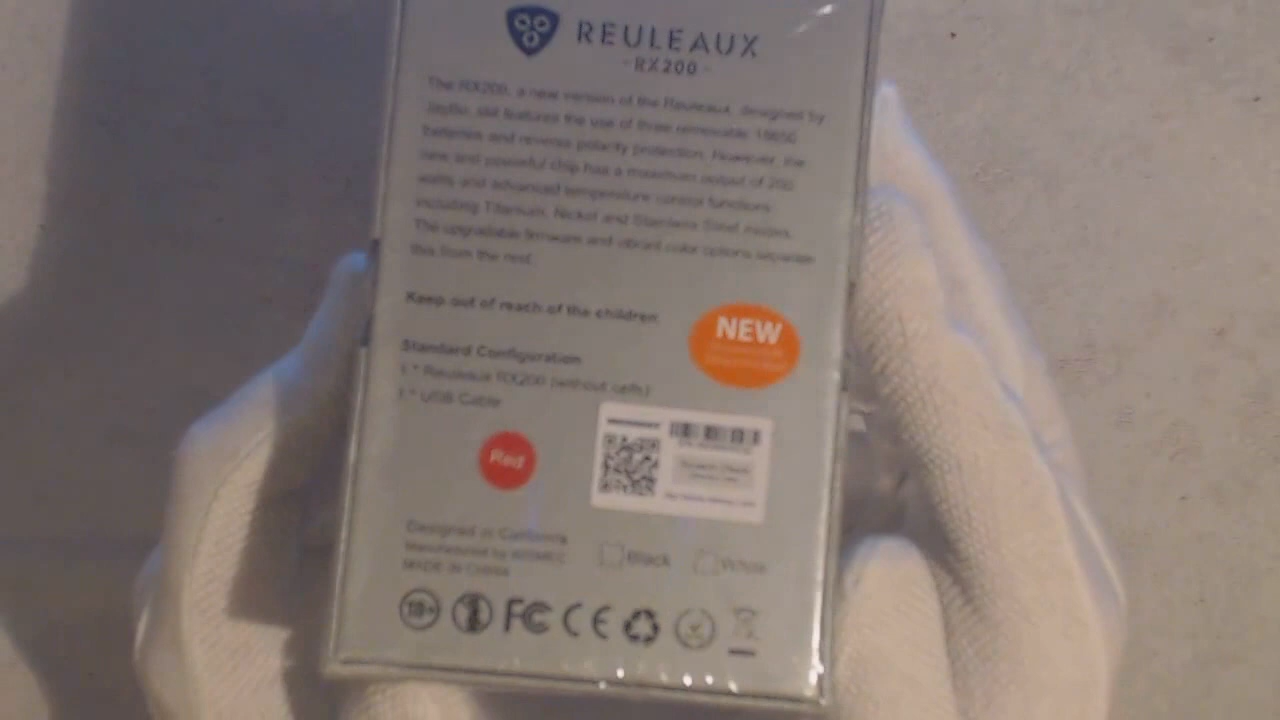 REULEAUX
-RX200-
The RX200, a new version of the Reuleaux, designed by
JayBo, still features the use of three removable 18650
batteries and reverse polarity protection. However, the
new and powerful chip has a maximum output of 200
watts and advanced temperature control functions
including Titanium, Nickel and Stainless Steel modes.
The upgradable firmware and vibrant color options separate
this from the rest.
Keep out of reach of the children.
NEW
Standard Configuration
1 * Reuleaux RX200 (without cells)
1 * USB Cable
Red
Designed in California
Manufactured by WISMEC
MADE IN CHINA
Black
White
18+
FC CE